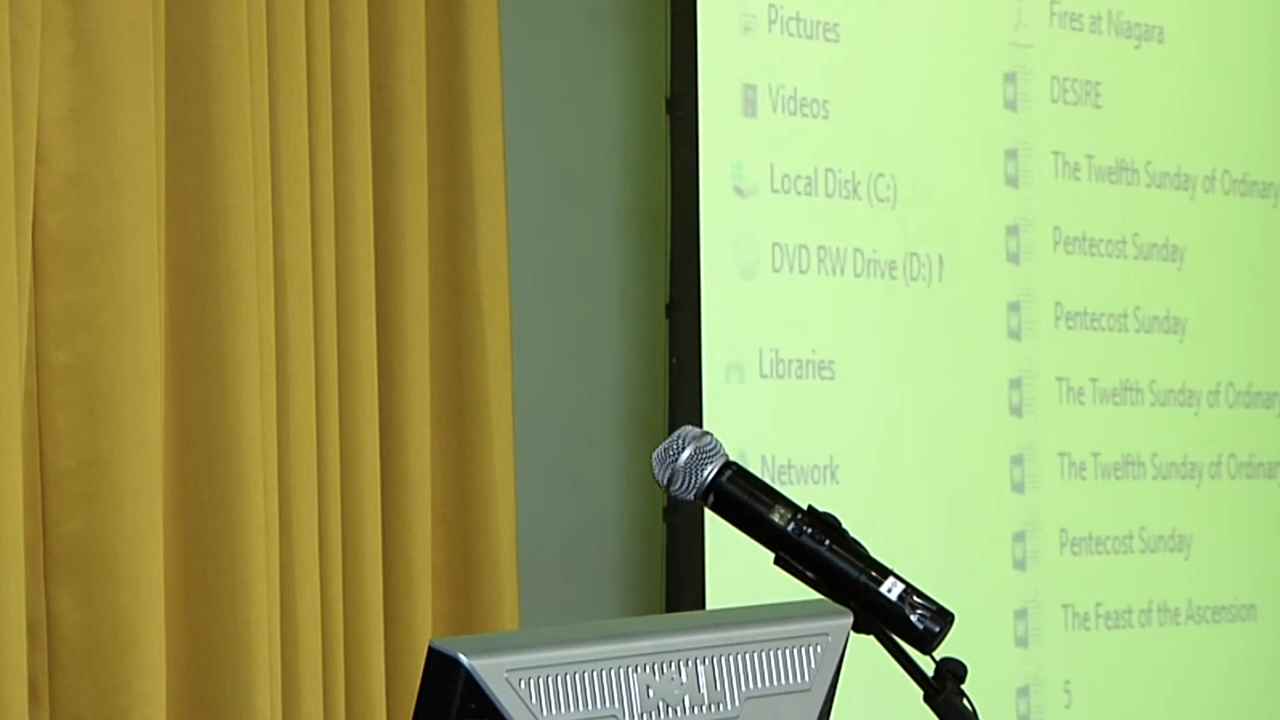 Pictures
Videos
Local Disk (C:)
DVD RW Drive (D:)
Libraries
Network
Fires at Niagara
DESIRE
The Twelfth Sunday of Ordinary
Pentecost Sunday
Pentecost Sunday
The Twelfth Sunday of Ordinary
The Twelfth Sunday of Ordinar
Pentecost Sunday
The Feast of the Ascension
5
DELL